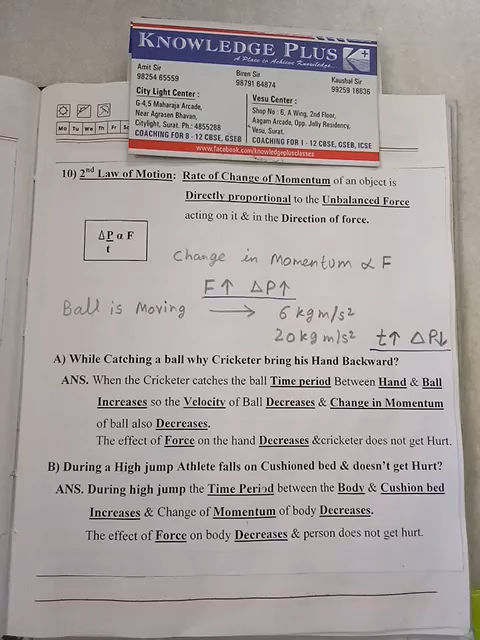 KNOWLEDGE PLUS
A Place to Achieve Knowledge..
Amit Sir
98254 65559
Biren Sir
98791 64874
Kaushal Sir
99259 18836
City Light Center :
G-4,5 Maharaja Arcade,
Near Agrasen Bhavan,
Citylight, Surat. Ph.: 4855288
COACHING FOR 8 - 12 CBSE, GSEB
Vesu Center :
Shop No : 6, A Wing, 2nd Floor,
Aagam Arcade, Opp. Jolly Residency,
Vesu, Surat.
COACHING FOR 1 - 12 CBSE, GSEB, ICSE
www.facebook.com/knowledgeplusclasses
Mo Tu We Th Fr
10) 2nd Law of Motion: Rate of Change of Momentum of an object is
Directly proportional to the Unbalanced Force
acting on it & in the Direction of force.
ΔP α F
t
Change in Momentum ∝ F
F↑ ΔP↑
Ball is Moving → 6 kg m/s²
20 kg m/s² t↑ ΔP↓
A) While Catching a ball why Cricketer bring his Hand Backward?
ANS. When the Cricketer catches the ball Time period Between Hand & Ball
Increases so the Velocity of Ball Decreases & Change in Momentum
of ball also Decreases.
The effect of Force on the hand Decreases &cricketer does not get Hurt.
B) During a High jump Athlete falls on Cushioned bed & doesn't get Hurt?
ANS. During high jump the Time Period between the Body & Cushion bed
Increases & Change of Momentum of body Decreases.
The effect of Force on body Decreases & person does not get hurt.